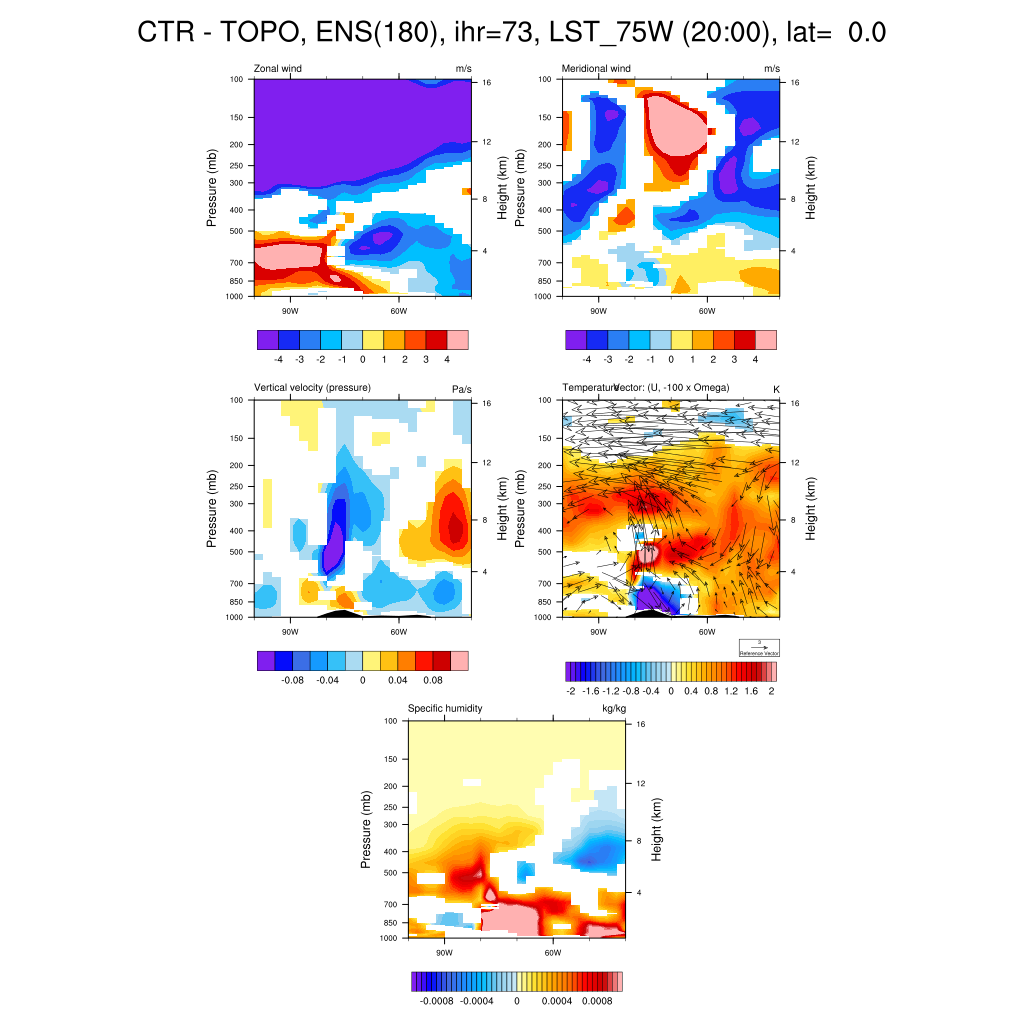 CTR - TOPO, ENS(180), ihr=73, LST_75W (20:00), lat= 0.0
Zonal wind m/s
Pressure (mb)
Height (km)
100
150
200
250
300
400
500
700
850
1000
16
12
8
4
90W 60W
-4 -3 -2 -1 0 1 2 3 4
Meridional wind m/s
Pressure (mb)
Height (km)
100
150
200
250
300
400
500
700
850
1000
16
12
8
4
90W 60W
-4 -3 -2 -1 0 1 2 3 4
Vertical velocity (pressure) Pa/s
Pressure (mb)
Height (km)
100
150
200
250
300
400
500
700
850
1000
16
12
8
4
90W 60W
-0.08 -0.04 0 0.04 0.08
Temperature Vector: (U, -100 x Omega) K
Pressure (mb)
Height (km)
100
150
200
250
300
400
500
700
850
1000
16
12
8
4
90W 60W
3
Reference Vector
-2 -1.6 -1.2 -0.8 -0.4 0 0.4 0.8 1.2 1.6 2
Specific humidity kg/kg
Pressure (mb)
Height (km)
100
150
200
250
300
400
500
700
850
1000
16
12
8
4
90W 60W
-0.0008 -0.0004 0 0.0004 0.0008